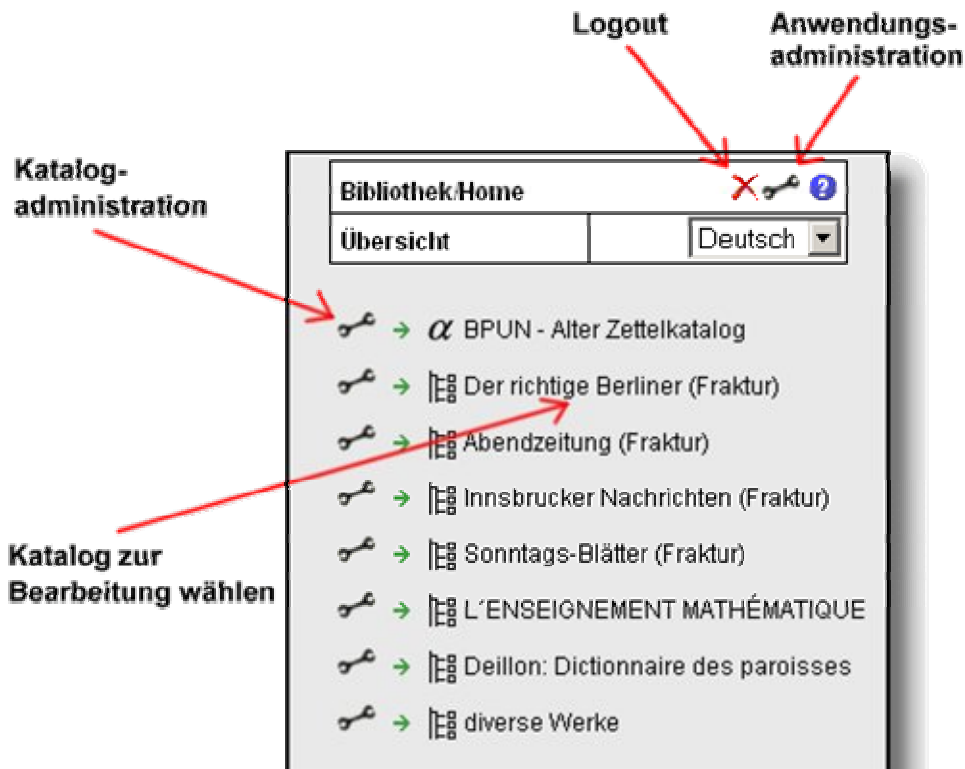 Logout
Anwendungs-
administration
Katalog-
administration
Bibliothek/Home
?
Übersicht
Deutsch
α BPUN - Alter Zettelkatalog
Der richtige Berliner (Fraktur)
Abendzeitung (Fraktur)
Innsbrucker Nachrichten (Fraktur)
Sonntags-Blätter (Fraktur)
L´ENSEIGNEMENT MATHÉMATIQUE
Deillon: Dictionnaire des paroisses
diverse Werke
Katalog zur
Bearbeitung wählen